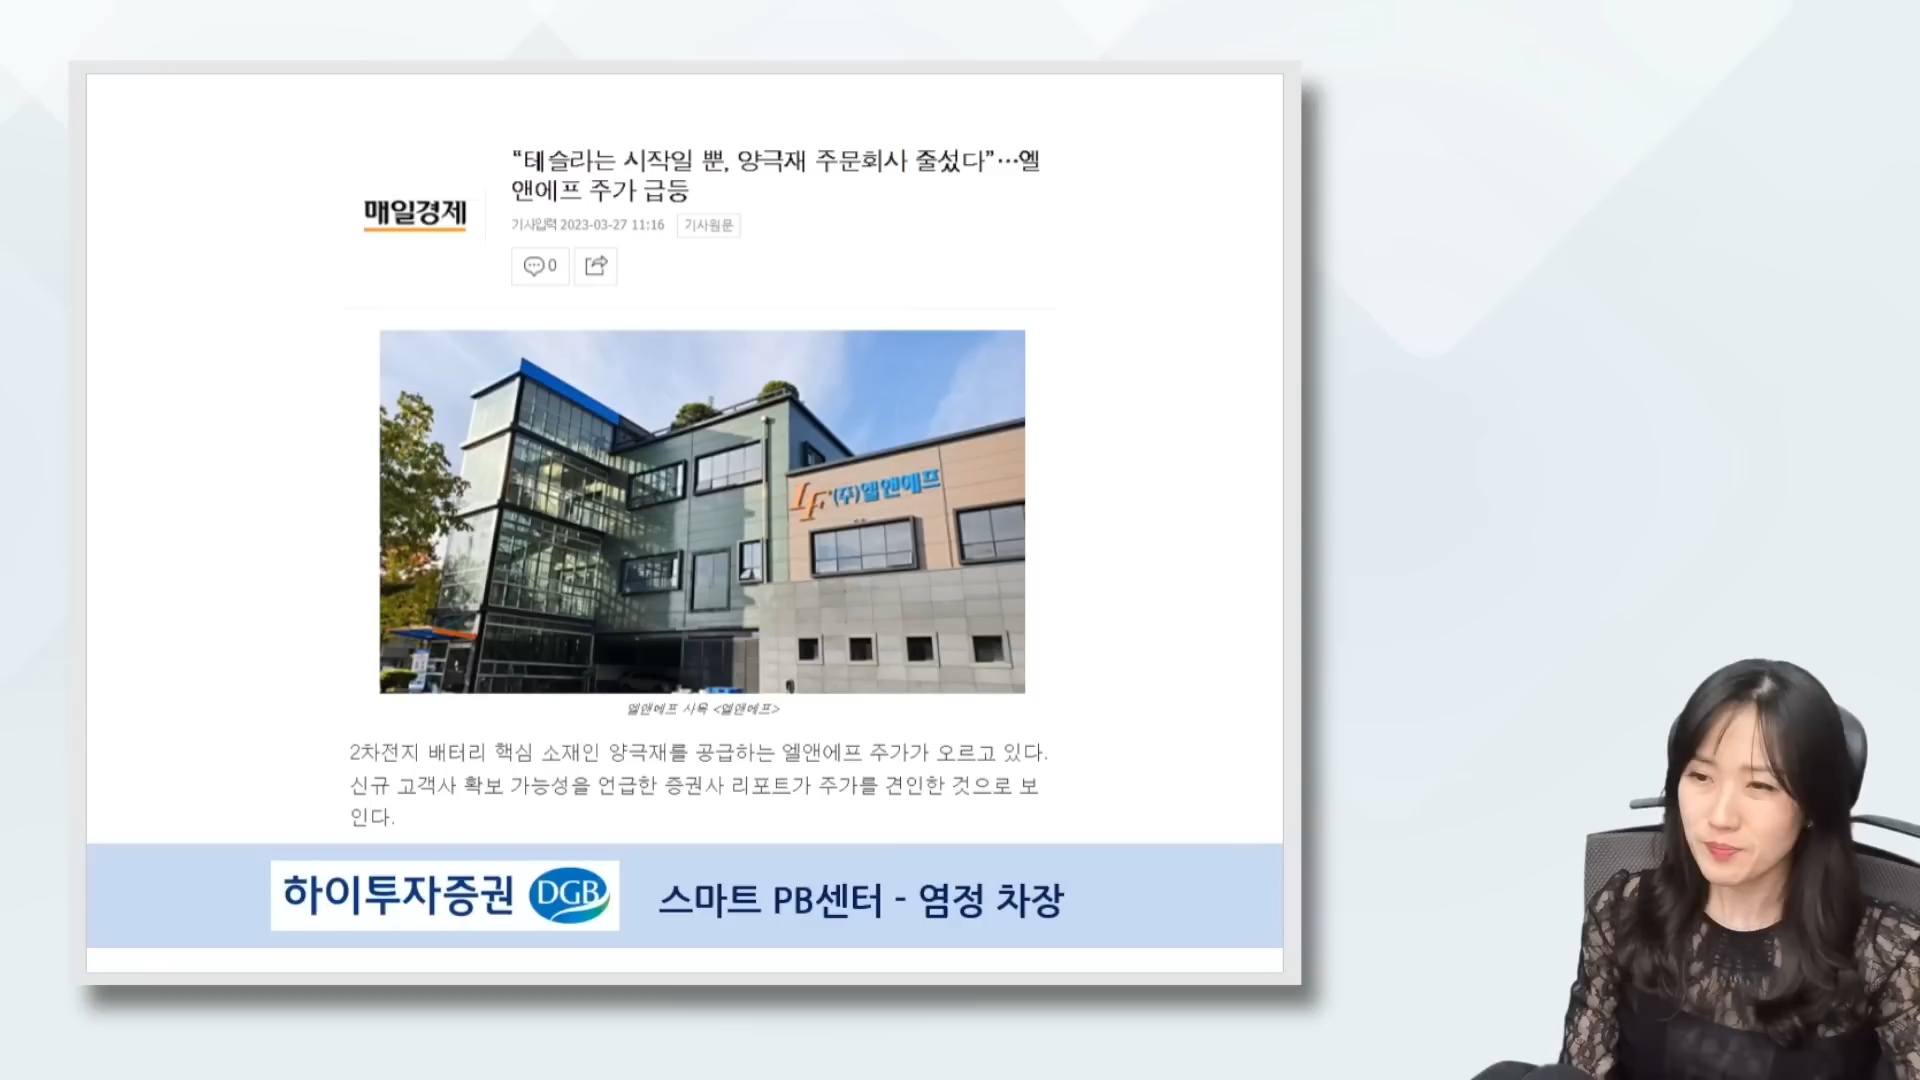 매일경제
“테슬라는 시작일 뿐, 양극재 주문회사 줄섰다”…엘
앤에프 주가 급등
기사입력 2023-03-27 11:16 기사원문
0
LF (주)엘앤에프
엘앤에프 사옥 <엘앤에프>
2차전지 배터리 핵심 소재인 양극재를 공급하는 엘앤에프 주가가 오르고 있다.
신규 고객사 확보 가능성을 언급한 증권사 리포트가 주가를 견인한 것으로 보
인다.
하이투자증권 DGB 스마트 PB센터 - 염정 차장